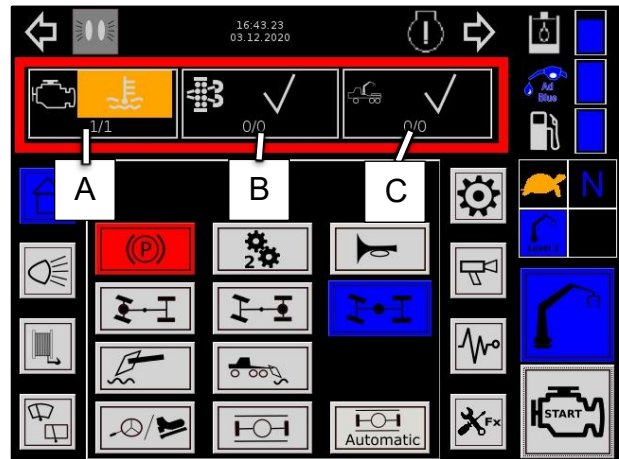 16:43.23
03.12.2020
1/1
0/0
0/0
A
B
C
Ad
Blue
N
Level 1
(P)
2
Fx
START
Automatic